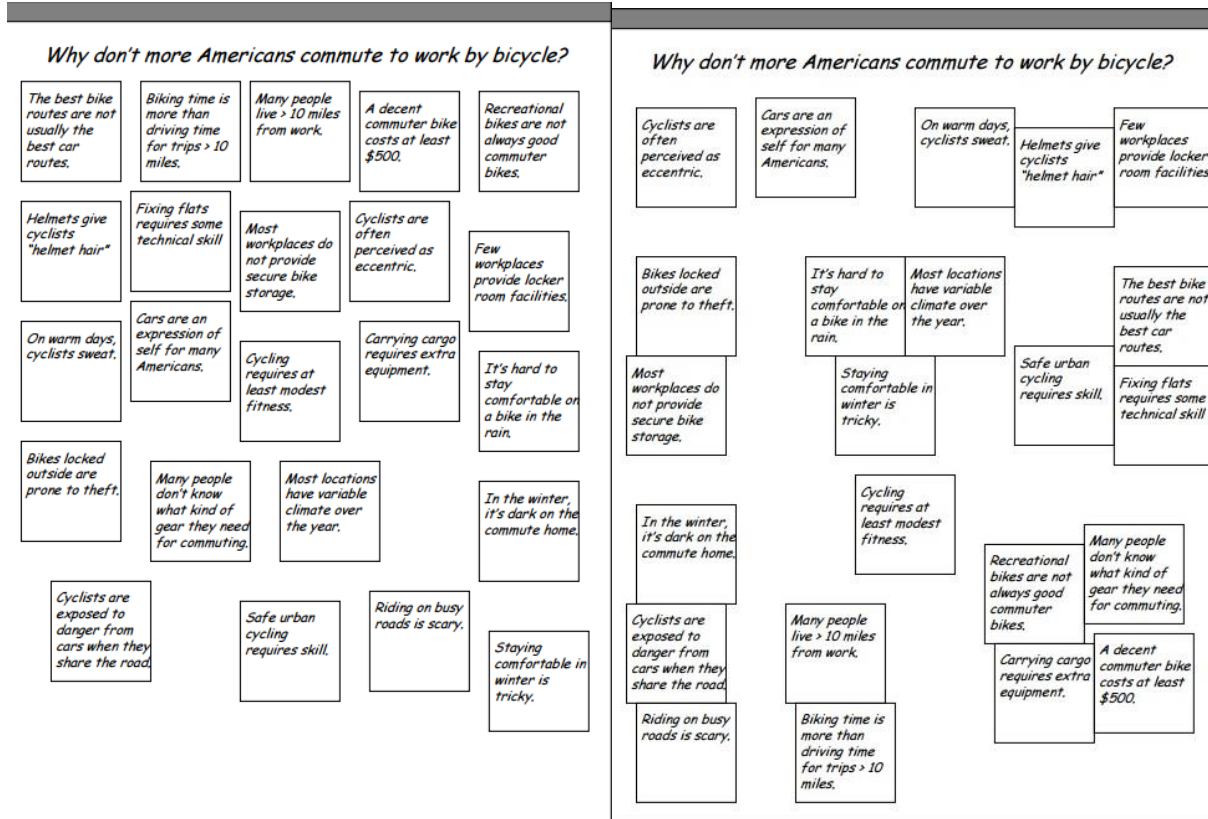 Why don't more Americans commute to work by bicycle?
The best bike
routes are not
usually the
best car
routes.
Biking time is
more than
driving time
for trips > 10
miles.
Many people
live > 10 miles
from work.
A decent
commuter bike
costs at least
$500.
Recreational
bikes are not
always good
commuter
bikes.
Helmets give
cyclists
"helmet hair"
Fixing flats
requires some
technical skill
Most
workplaces do
not provide
secure bike
storage.
Cyclists are
often
perceived as
eccentric.
Few
workplaces
provide locker
room facilities.
On warm days,
cyclists sweat.
Cars are an
expression of
self for many
Americans.
Cycling
requires at
least modest
fitness.
Carrying cargo
requires extra
equipment.
It's hard to
stay
comfortable on
a bike in the
rain.
Bikes locked
outside are
prone to theft.
Many people
don't know
what kind of
gear they need
for commuting.
Most locations
have variable
climate over
the year.
In the winter,
it's dark on the
commute home.
Cyclists are
exposed to
danger from
cars when they
share the road.
Safe urban
cycling
requires skill.
Riding on busy
roads is scary.
Staying
comfortable in
winter is
tricky.
Why don't more Americans commute to work by bicycle?
Cyclists are
often
perceived as
eccentric.
Cars are an
expression of
self for many
Americans.
On warm days,
cyclists sweat.
Helmets give
cyclists
"helmet hair"
Few
workplaces
provide locker
room facilities
Bikes locked
outside are
prone to theft.
It's hard to
stay
comfortable on
a bike in the
rain.
Most locations
have variable
climate over
the year.
The best bike
routes are not
usually the
best car
routes.
Most
workplaces do
not provide
secure bike
storage.
Staying
comfortable in
winter is
tricky.
Safe urban
cycling
requires skill.
Fixing flats
requires some
technical skill
Cycling
requires at
least modest
fitness.
In the winter,
it's dark on the
commute home.
Recreational
bikes are not
always good
commuter
bikes.
Many people
don't know
what kind of
gear they need
for commuting.
Cyclists are
exposed to
danger from
cars when they
share the road.
Many people
live > 10 miles
from work.
Carrying cargo
requires extra
equipment.
A decent
commuter bike
costs at least
$500.
Riding on busy
roads is scary.
Biking time is
more than
driving time
for trips > 10
miles.